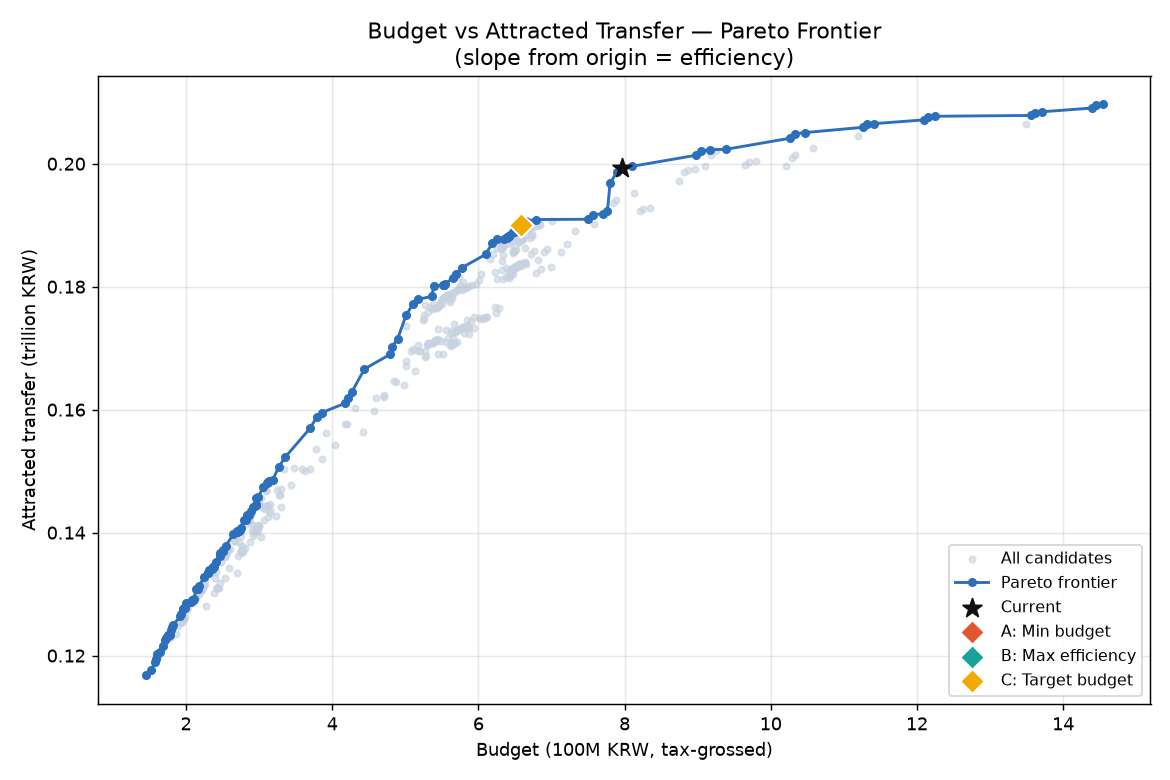 Budget vs Attracted Transfer — Pareto Frontier
(slope from origin = efficiency)
Attracted transfer (trillion KRW)
0.20
0.18
0.16
0.14
0.12
2 4 6 8 10 12 14
Budget (100M KRW, tax-grossed)
All candidates
Pareto frontier
Current
A: Min budget
B: Max efficiency
C: Target budget